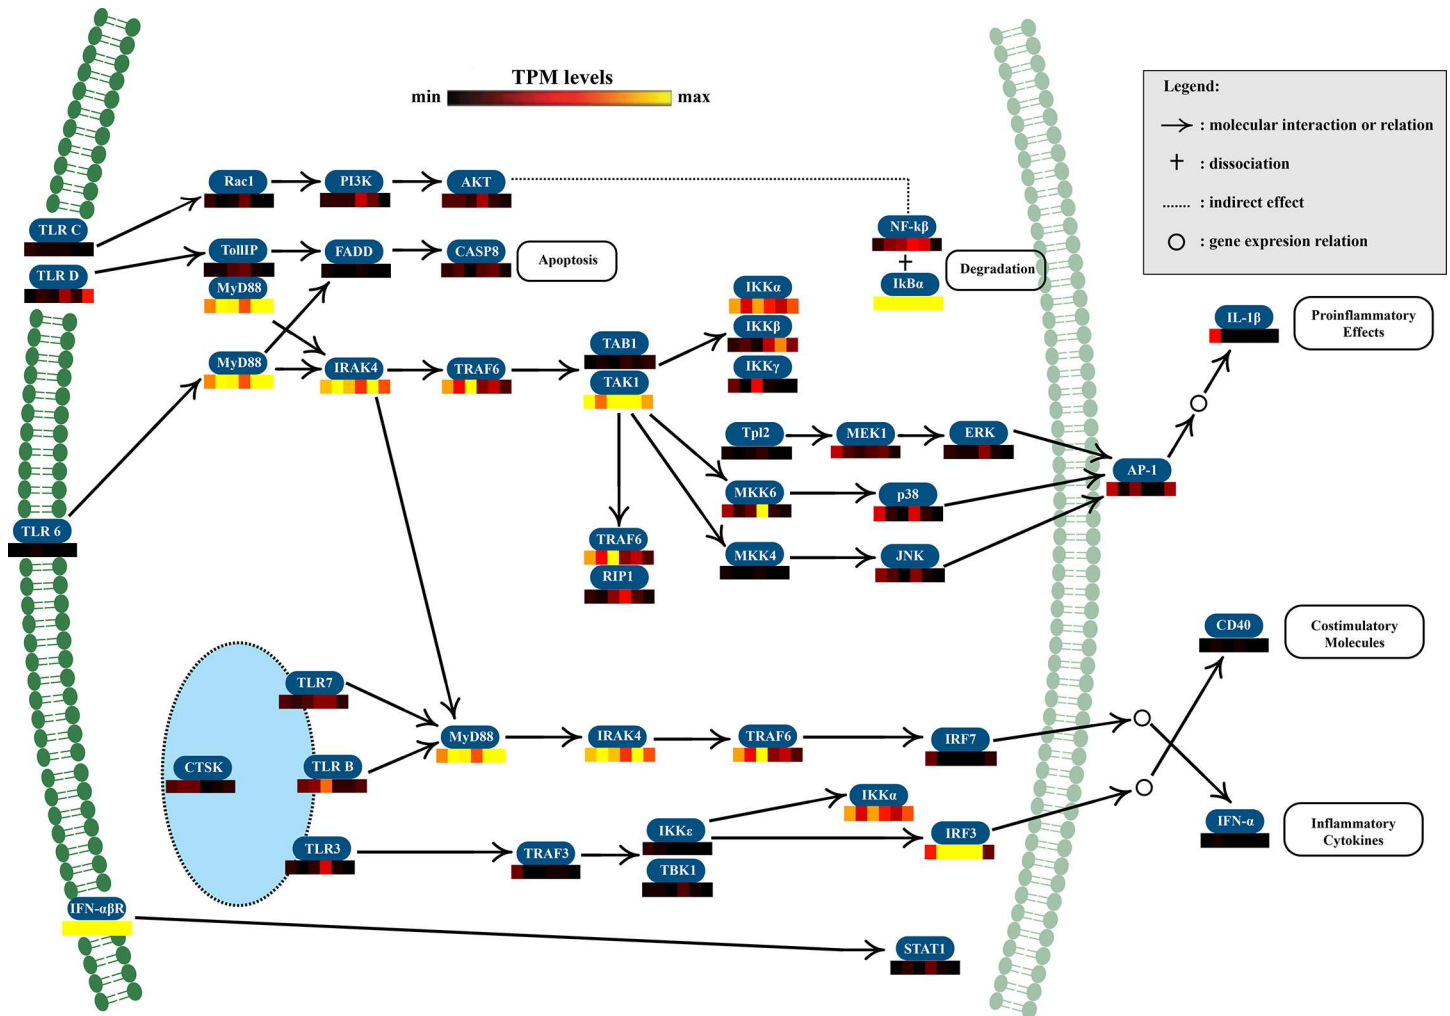 TPM levels
min
max
Legend:
: molecular interaction or relation
: dissociation
: indirect effect
: gene expresion relation
Rac1
PI3K
AKT
TLR C
NF-kβ
TollIP
FADD
CASP8
Apoptosis
Degradation
TLR D
MyD88
IkBα
IKKα
IKKβ
IL-1β
Proinflammatory
Effects
TAB1
MyD88
IRAK4
TRAF6
IKKγ
TAK1
Tpl2
MEK1
ERK
AP-1
MKK6
p38
TLR 6
TRAF6
MKK4
JNK
RIP1
CD40
Costimulatory
Molecules
TLR7
MyD88
IRAK4
TRAF6
IRF7
CTSK
TLR B
IKKα
IKKε
IRF3
IFN-α
Inflammatory
Cytokines
TLR3
TRAF3
TBK1
IFN-αβR
STAT1